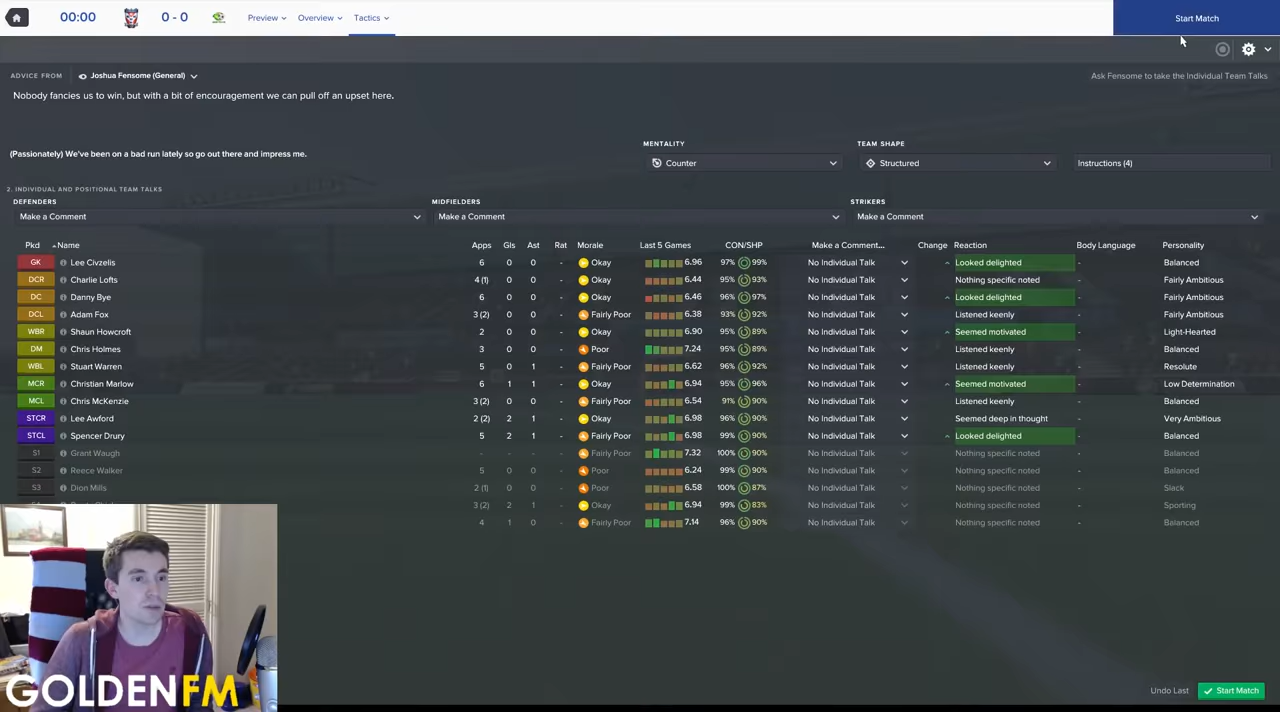 00:00 0 - 0 Preview Overview Tactics Start Match
ADVICE FROM Joshua Fensome (General) Ask Fensome to take the Individual Team Talks
Nobody fancies us to win, but with a bit of encouragement we can pull off an upset here.
MENTALITY TEAM SHAPE
(Passionately) We've been on a bad run lately so go out there and impress me.
Counter Structured Instructions (4)
2. INDIVIDUAL AND POSITIONAL TEAM TALKS
DEFENDERS MIDFIELDERS STRIKERS
Make a Comment Make a Comment Make a Comment
Pkd Name Apps Gls Ast Rat Morale Last 5 Games CON/SHP Make a Comment... Change Reaction Body Language Personality
GK Lee Civzelis 6 0 0 - Okay 6.96 97% 99% No Individual Talk Looked delighted - Balanced
DCR Charlie Lofts 4 (1) 0 0 - Okay 6.44 95% 93% No Individual Talk Nothing specific noted - Fairly Ambitious
DC Danny Bye 6 0 0 - Okay 6.46 96% 97% No Individual Talk Looked delighted - Fairly Ambitious
DCL Adam Fox 3 (2) 0 0 - Fairly Poor 6.38 93% 92% No Individual Talk Listened keenly - Fairly Ambitious
WBR Shaun Howcroft 2 0 0 - Okay 6.90 95% 89% No Individual Talk Seemed motivated - Light-Hearted
DM Chris Holmes 3 0 0 - Poor 7.24 95% 89% No Individual Talk Listened keenly - Balanced
WBL Stuart Warren 5 0 1 - Fairly Poor 6.62 96% 92% No Individual Talk Listened keenly - Resolute
MCR Christian Marlow 6 1 1 - Okay 6.94 95% 96% No Individual Talk Seemed motivated - Low Determination
MCL Chris McKenzie 3 (2) 0 0 - Fairly Poor 6.54 91% 90% No Individual Talk Listened keenly - Balanced
STCR Lee Awford 2 (2) 2 1 - Okay 6.98 96% 90% No Individual Talk Seemed deep in thought - Very Ambitious
STCL Spencer Drury 5 2 1 - Fairly Poor 6.98 99% 90% No Individual Talk Looked delighted - Balanced
S1 Grant Waugh - - - - Fairly Poor 7.32 100% 90% No Individual Talk Nothing specific noted - Balanced
S2 Reece Walker 5 0 0 - Poor 6.24 99% 90% No Individual Talk Nothing specific noted - Balanced
S3 Dion Mills 2 (1) 0 0 - Poor 6.58 100% 87% No Individual Talk Nothing specific noted - Slack
3 (2) 2 1 - Okay 6.94 99% 83% No Individual Talk Nothing specific noted - Sporting
4 1 0 - Fairly Poor 7.14 96% 90% No Individual Talk Nothing specific noted - Balanced
GOLDENFM
Undo Last Start Match